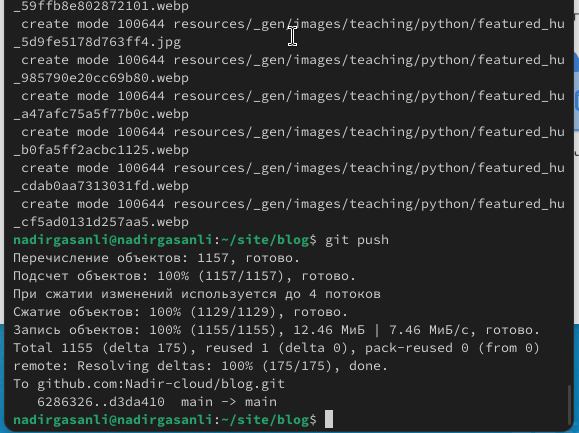 _59ffb8e802872101.webp
 create mode 100644 resources/_gen/images/teaching/python/featured_hu
_5d9fe5178d763ff4.jpg
 create mode 100644 resources/_gen/images/teaching/python/featured_hu
_985790e20cc69b80.webp
 create mode 100644 resources/_gen/images/teaching/python/featured_hu
_a47afc75a5f77b0c.webp
 create mode 100644 resources/_gen/images/teaching/python/featured_hu
_b0fa5ff2acbc1125.webp
 create mode 100644 resources/_gen/images/teaching/python/featured_hu
_cdab0aa7313031fd.webp
 create mode 100644 resources/_gen/images/teaching/python/featured_hu
_cf5ad0131d257aa5.webp
nadirgasanli@nadirgasanli:~/site/blog$ git push
Перечисление объектов: 1157, готово.
Подсчет объектов: 100% (1157/1157), готово.
При сжатии изменений используется до 4 потоков
Сжатие объектов: 100% (1129/1129), готово.
Запись объектов: 100% (1155/1155), 12.46 МиБ | 7.46 МиБ/с, готово.
Total 1155 (delta 175), reused 1 (delta 0), pack-reused 0 (from 0)
remote: Resolving deltas: 100% (175/175), done.
To github.com:Nadir-cloud/blog.git
   6286326..d3da410  main -> main
nadirgasanli@nadirgasanli:~/site/blog$